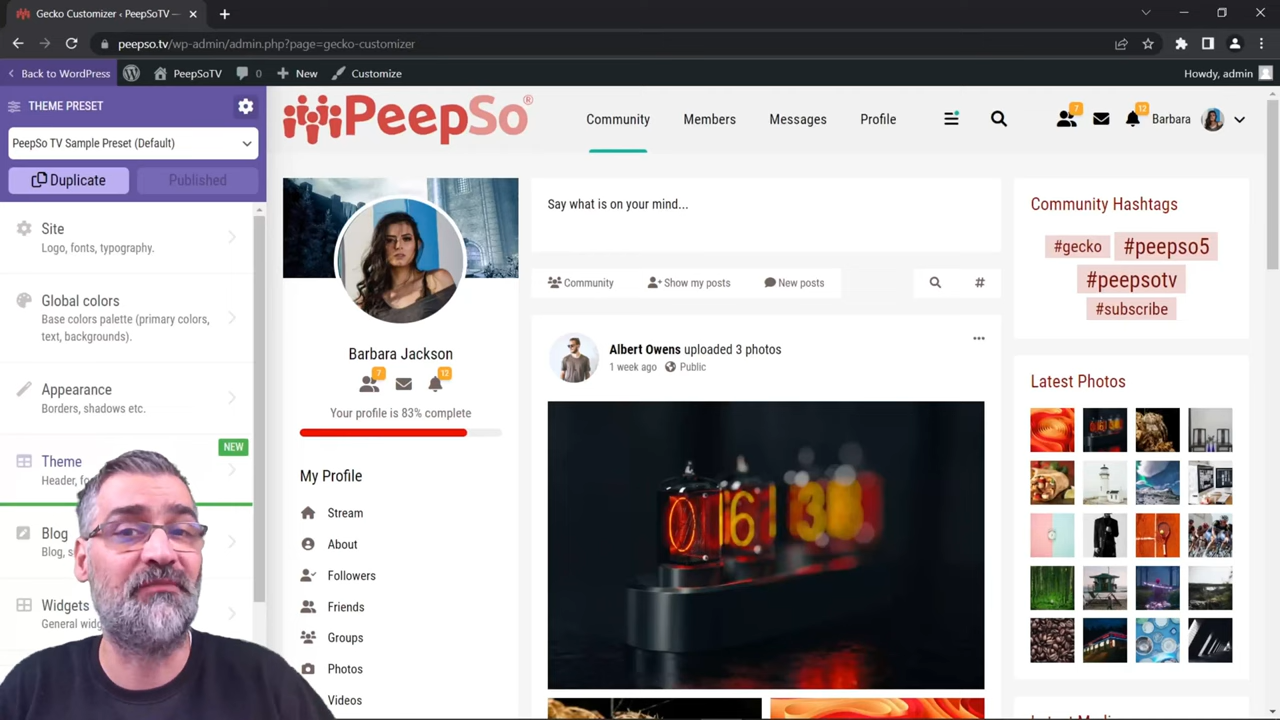 Gecko Customizer ‹ PeepSoTV —
peepso.tv/wp-admin/admin.php?page=gecko-customizer
Back to WordPress
PeepSoTV
0
New
Customize
Howdy, admin
THEME PRESET
PeepSo TV Sample Preset (Default)
Duplicate
Published
Site
Logo, fonts, typography.
Global colors
Base colors palette (primary colors,
text, backgrounds).
Appearance
Borders, shadows etc.
NEW
Theme
Header,
Blog
Blog,
Widgets
General
PeepSo®
Community
Members
Messages
Profile
7
12
Barbara
Barbara Jackson
7
12
Your profile is 83% complete
My Profile
Stream
About
Followers
Friends
Groups
Photos
Videos
Say what is on your mind...
Community
Show my posts
New posts
#
Albert Owens uploaded 3 photos
1 week ago
Public
Community Hashtags
#gecko
#peepso5
#peepsotv
#subscribe
Latest Photos